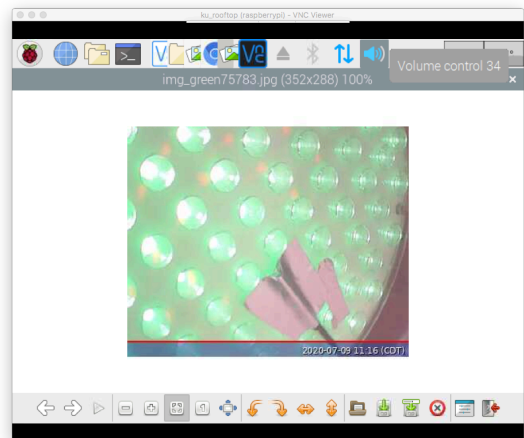 ku_rooftop (raspberrypi) - VNC Viewer
Volume control 34
img_green75783.jpg (352x288) 100%
2020-07-09 11:16 (CDT)